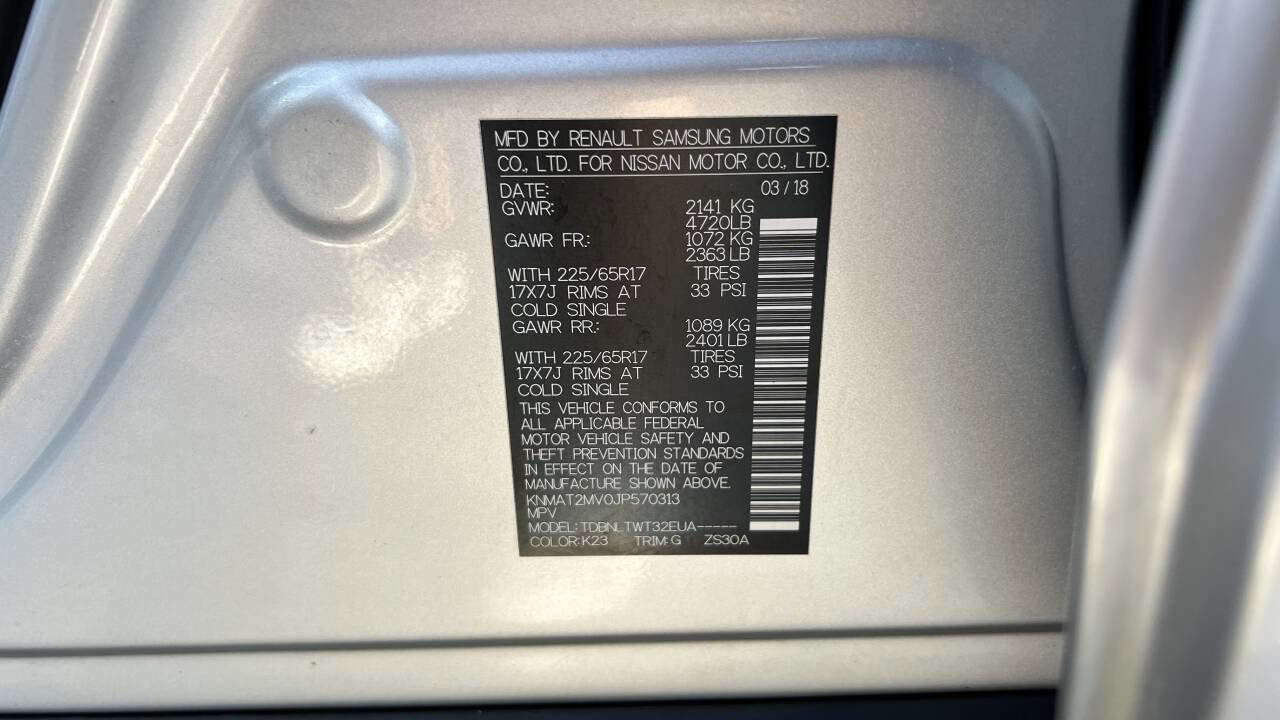 MFD BY RENAULT SAMSUNG MOTORS
CO., LTD. FOR NISSAN MOTOR CO., LTD.
DATE: 03 / 18
GVWR: 2141 KG
4720LB
GAWR FR.: 1072 KG
2363 LB
WITH 225/65R17 TIRES
17X7J RIMS AT 33 PSI
COLD SINGLE
GAWR RR.: 1089 KG
2401 LB
WITH 225/65R17 TIRES
17X7J RIMS AT 33 PSI
COLD SINGLE
THIS VEHICLE CONFORMS TO
ALL APPLICABLE FEDERAL
MOTOR VEHICLE SAFETY AND
THEFT PREVENTION STANDARDS
IN EFFECT ON THE DATE OF
MANUFACTURE SHOWN ABOVE.
KNMAT2MV0JP570313
MPV
MODEL: TDBNLTWT32EUA-----
COLOR:K23 TRIM:G ZS30A